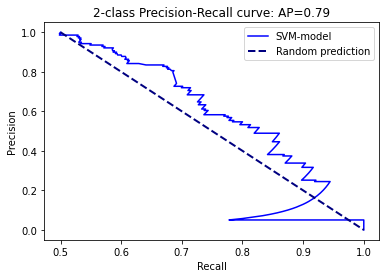 2-class Precision-Recall curve: AP=0.79
SVM-model
Random prediction
Precision
1.0
0.8
0.6
0.4
0.2
0.0
0.5
0.6
0.7
0.8
0.9
1.0
Recall